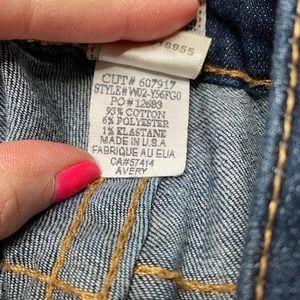 8955
CUT# 607917
STYLE# W02-Y56FG0
PO # 12683
93% COTTON
6% POLYESTER
1% ELASTANE
MADE IN U.S.A
FABRIQUE AU EUA
CA#57414
AVERY